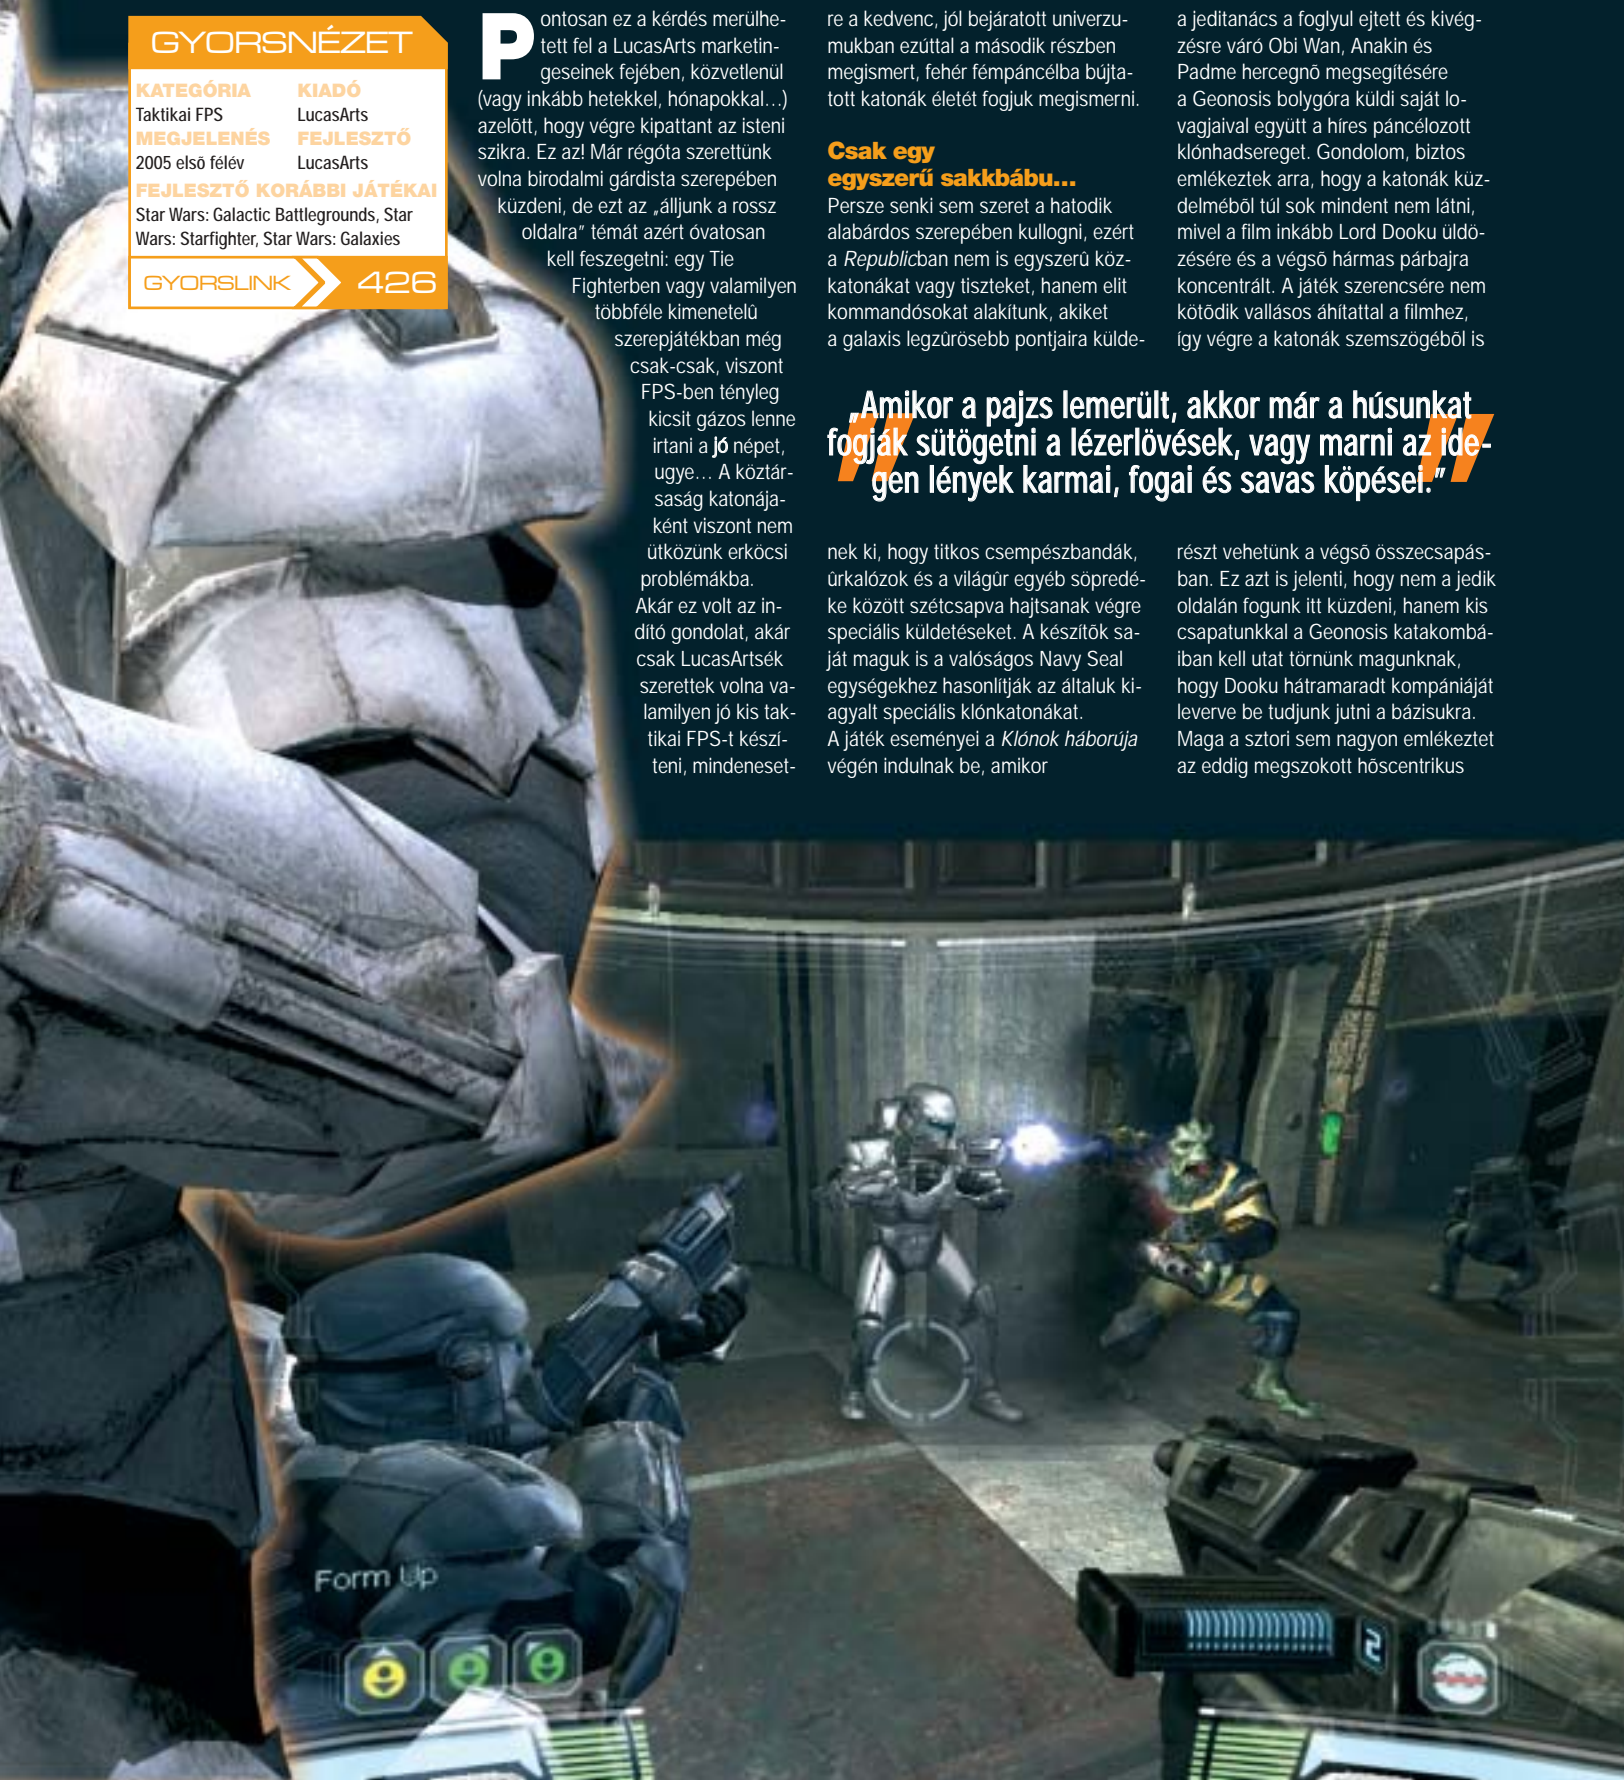 GYORSNÉZET
KATEGÓRIA KIADÓ
Taktikai FPS LucasArts
MEGJELENÉS FEJLESZTŐ
2005 elsõ félév LucasArts
FEJLESZTŐ KORÁBBI JÁTÉKAI
Star Wars: Galactic Battlegrounds, Star
Wars: Starfighter, Star Wars: Galaxies
GYORSLINK 426
Pontosan ez a kérdés merülhe-
tett fel a LucasArts marketin-
geseinek fejében, közvetlenül
(vagy inkább hetekkel, hónapokkal…)
azelõtt, hogy végre kipattant az isteni
szikra. Ez az! Már régóta szerettünk
volna birodalmi gárdista szerepében
küzdeni, de ezt az „álljunk a rossz
oldalra” témát azért óvatosan
kell feszegetni: egy Tie
Fighterben vagy valamilyen
többféle kimenetelû
szerepjátékban még
csak-csak, viszont
FPS-ben tényleg
kicsit gázos lenne
irtani a jó népet,
ugye… A köztár-
saság katonája-
ként viszont nem
ütközünk erköcsi
problémákba.
Akár ez volt az in-
dító gondolat, akár
csak LucasArtsék
szerettek volna va-
lamilyen jó kis tak-
tikai FPS-t készí-
teni, mindeneset-
re a kedvenc, jól bejáratott univerzu-
mukban ezúttal a második részben
megismert, fehér fémpáncélba bújta-
tott katonák életét fogjuk megismerni.
Csak egy
egyszerű sakkbábu…
Persze senki sem szeret a hatodik
alabárdos szerepében kullogni, ezért
a Republicban nem is egyszerû köz-
katonákat vagy tiszteket, hanem elit
kommandósokat alakítunk, akiket
a galaxis legzûrösebb pontjaira külde-
„Amikor a pajzs lemerült, akkor már a húsunkat
fogják sütögetni a lézerlövések, vagy marni az ide-
gen lények karmai, fogai és savas köpései.”
nek ki, hogy titkos csempészbandák,
ûrkalózok és a világûr egyéb söpredé-
ke között szétcsapva hajtsanak végre
speciális küldetéseket. A készítõk sa-
ját maguk is a valóságos Navy Seal
egységekhez hasonlítják az általuk ki-
agyalt speciális klónkatonákat.
A játék eseményei a Klónok háborúja
végén indulnak be, amikor
a jeditanács a foglyul ejtett és kivég-
zésre váró Obi Wan, Anakin és
Padme hercegnõ megsegítésére
a Geonosis bolygóra küldi saját lo-
vagjaival együtt a híres páncélozott
klónhadsereget. Gondolom, biztos
emlékeztek arra, hogy a katonák küz-
delmébõl túl sok mindent nem látni,
mivel a film inkább Lord Dooku üldö-
zésére és a végsõ hármas párbajra
koncentrált. A játék szerencsére nem
kötõdik vallásos áhítattal a filmhez,
így végre a katonák szemszögébõl is
részt vehetünk a végsõ összecsapás-
ban. Ez azt is jelenti, hogy nem a jedik
oldalán fogunk itt küzdeni, hanem kis
csapatunkkal a Geonosis katakombá-
iban kell utat törnünk magunknak,
hogy Dooku hátramaradt kompániáját
leverve be tudjunk jutni a bázisukra.
Maga a sztori sem nagyon emlékeztet
az eddig megszokott hõscentrikus
Form Up
2